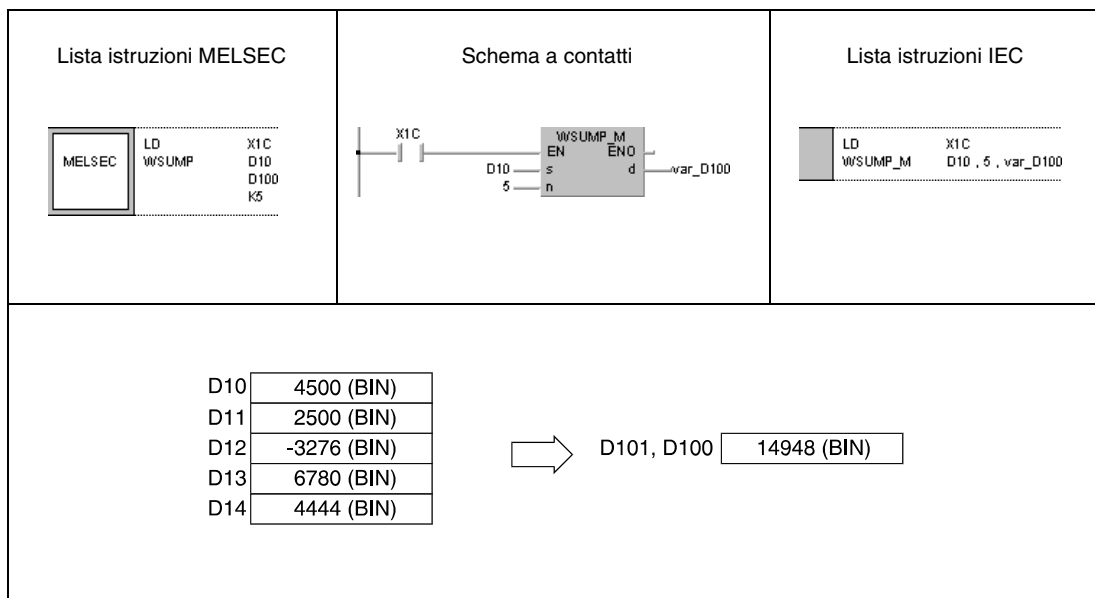 Lista istruzioni MELSEC
MELSEC
LD X1C
WSUMP D10
D100
K5
Schema a contatti
X1C
WSUMP_M
EN ENO
D10 s d var_D100
5 n
Lista istruzioni IEC
LD X1C
WSUMP_M D10 , 5 , var_D100
D10 4500 (BIN)
D11 2500 (BIN)
D12 -3276 (BIN)
D13 6780 (BIN)
D14 4444 (BIN)
D101, D100 14948 (BIN)